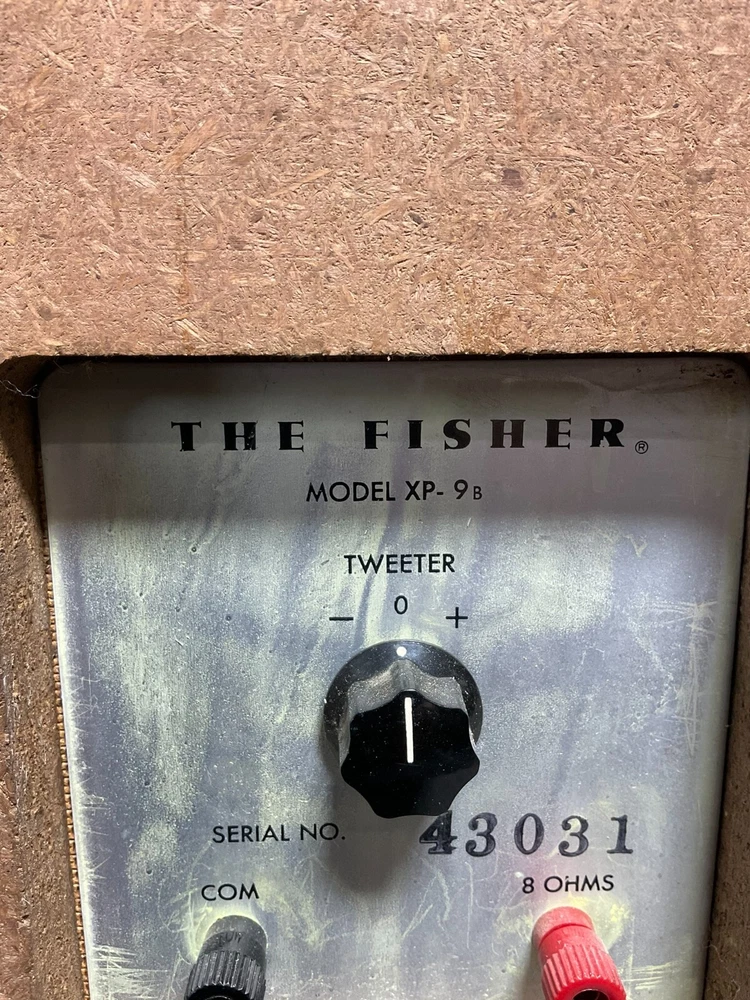 THE FISHER®
MODEL XP- 9B
TWEETER
− 0 +
SERIAL NO. 43031
COM 8 OHMS